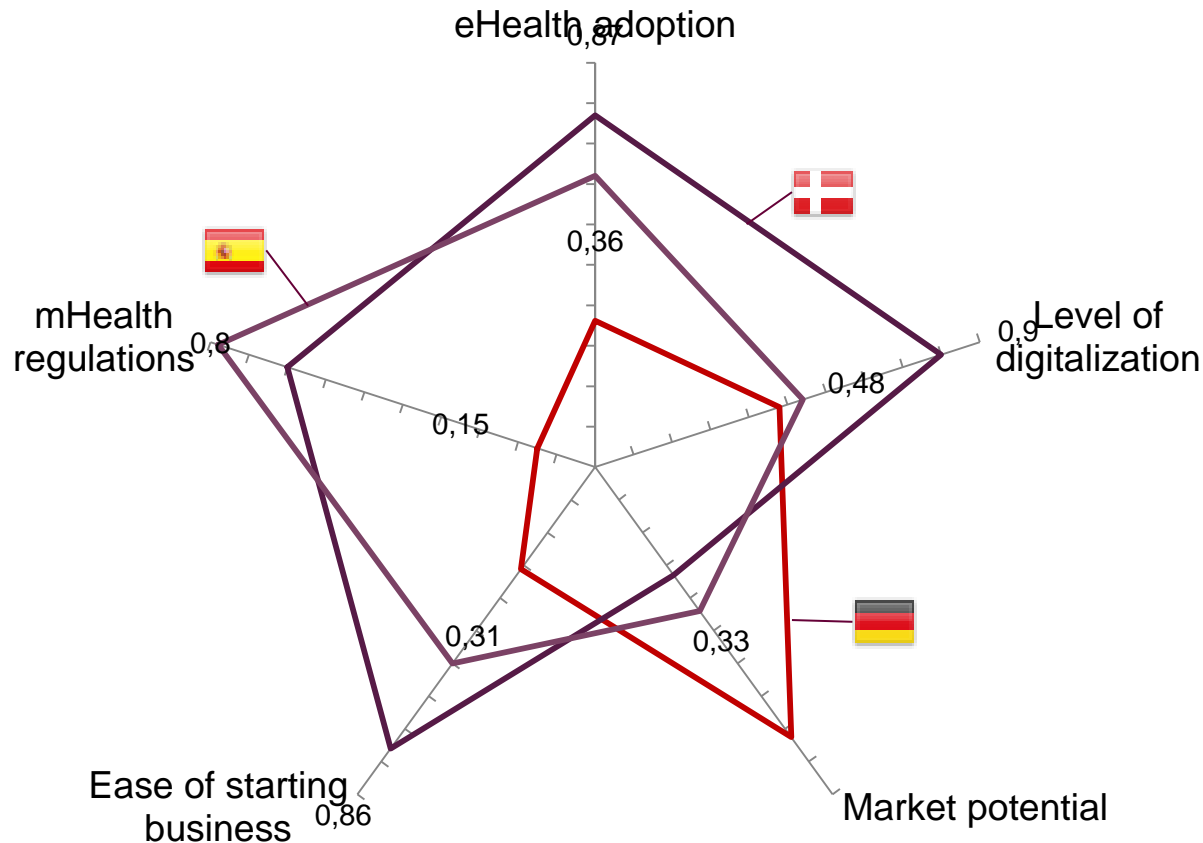 eHealth adoption
0,87
0,36
mHealth
regulations
0,8
0,9
Level of
digitalization
0,48
0,15
0,31
0,33
Ease of starting
business
0,86
Market potential